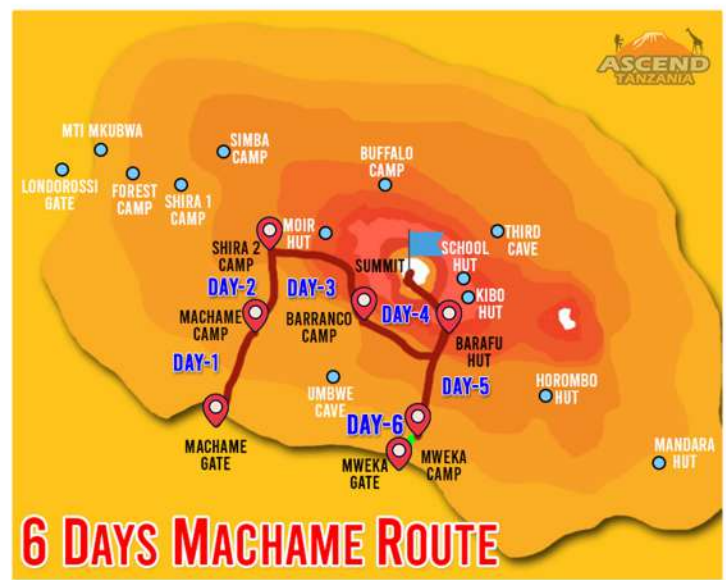 ASCEND
TANZANIA
MTI MKUBWA
LONDOROSSI
GATE
FOREST
CAMP
SHIRA 1
CAMP
SIMBA
CAMP
BUFFALO
CAMP
MOIR
HUT
SHIRA 2
CAMP
THIRD
CAVE
SCHOOL
HUT
SUMMIT
KIBO
HUT
DAY-2
DAY-3
DAY-4
MACHAME
CAMP
BARRANCO
CAMP
BARAFU
HUT
DAY-1
DAY-5
UMBWE
CAVE
HOROMBO
HUT
DAY-6
MACHAME
GATE
MWEKA
GATE
MWEKA
CAMP
MANDARA
HUT
6 DAYS MACHAME ROUTE